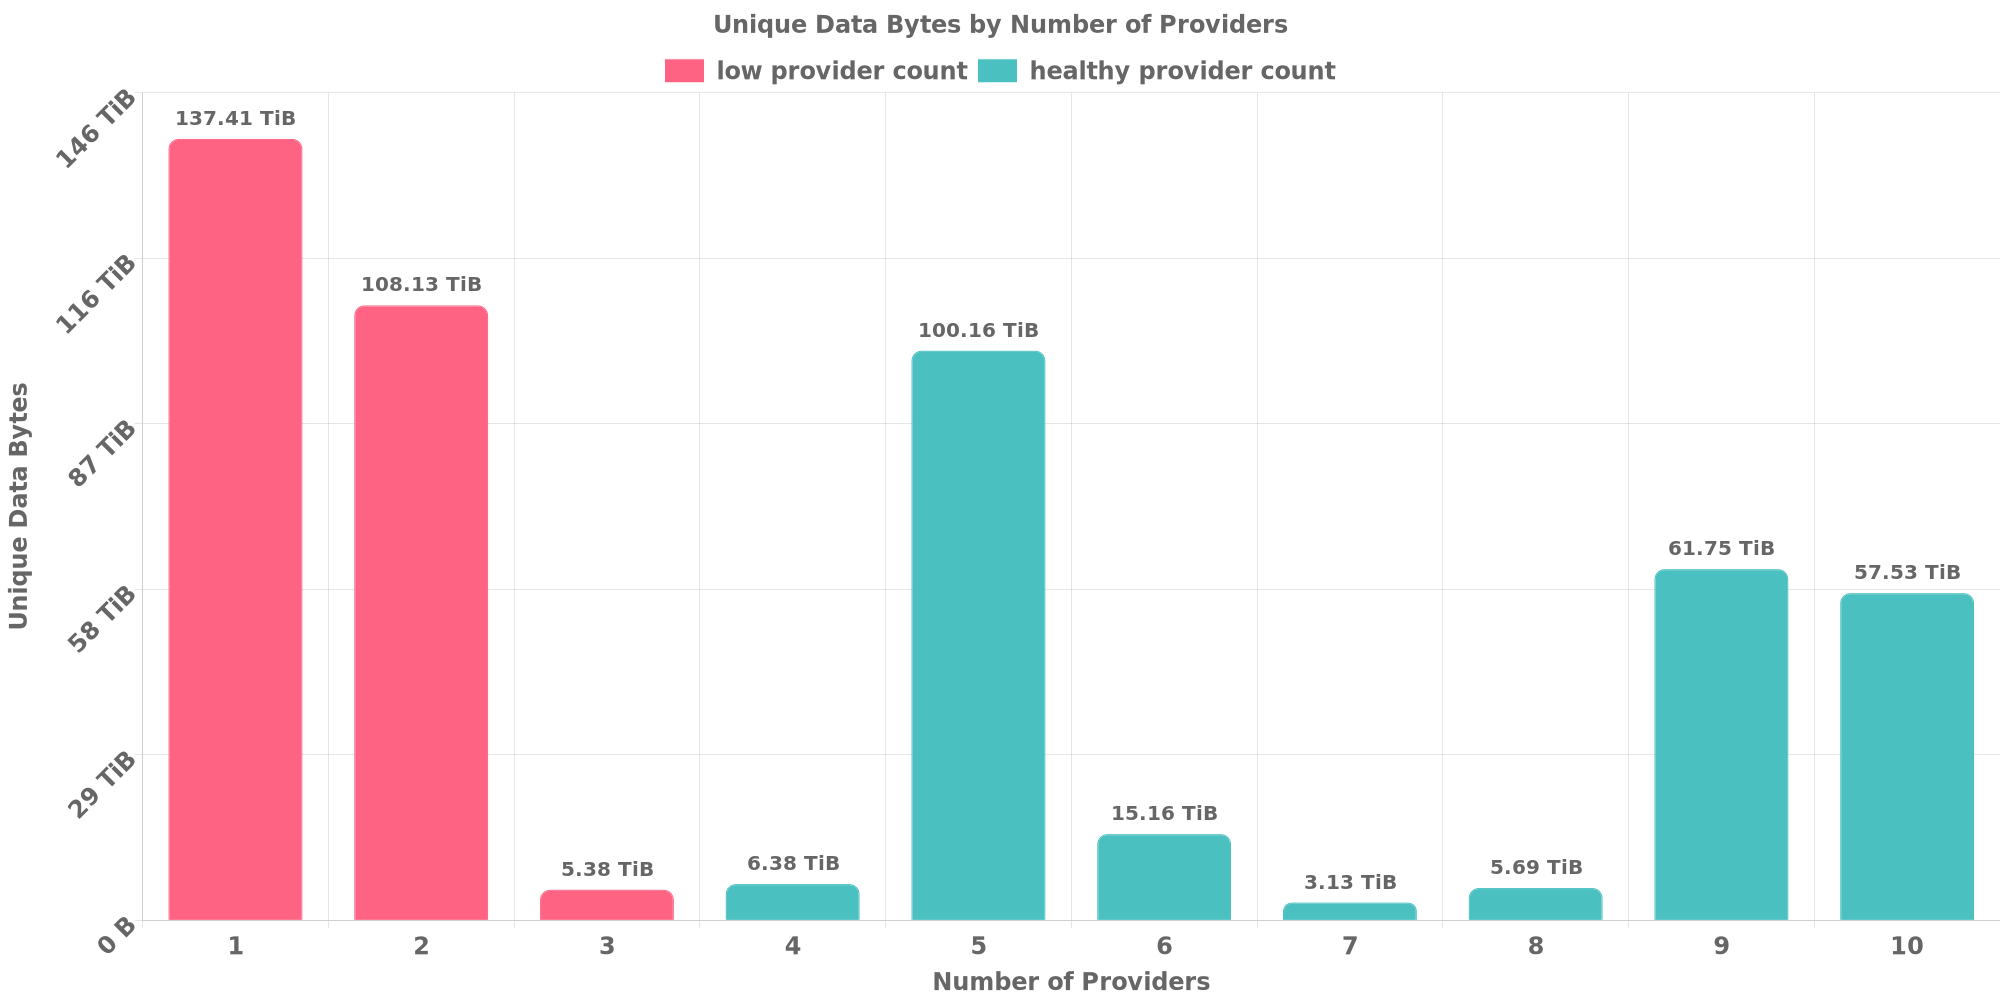 Unique Data Bytes by Number of Providers
low provider count healthy provider count
146 TiB
116 TiB
87 TiB
58 TiB
29 TiB
0 B
Unique Data Bytes
137.41 TiB
108.13 TiB
5.38 TiB
6.38 TiB
100.16 TiB
15.16 TiB
3.13 TiB
5.69 TiB
61.75 TiB
57.53 TiB
1 2 3 4 5 6 7 8 9 10
Number of Providers